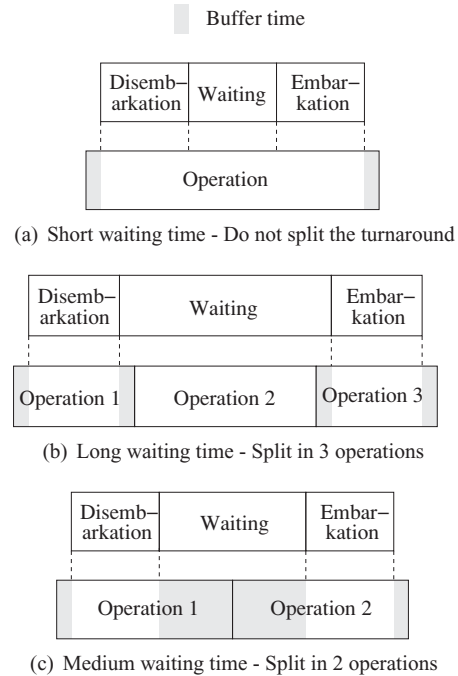 Buffer time
Disemb–
arkation
Waiting
Embar–
kation
Operation
(a) Short waiting time - Do not split the turnaround
Disemb–
arkation
Waiting
Embar–
kation
Operation 1
Operation 2
Operation 3
(b) Long waiting time - Split in 3 operations
Disemb–
arkation
Waiting
Embar–
kation
Operation 1
Operation 2
(c) Medium waiting time - Split in 2 operations